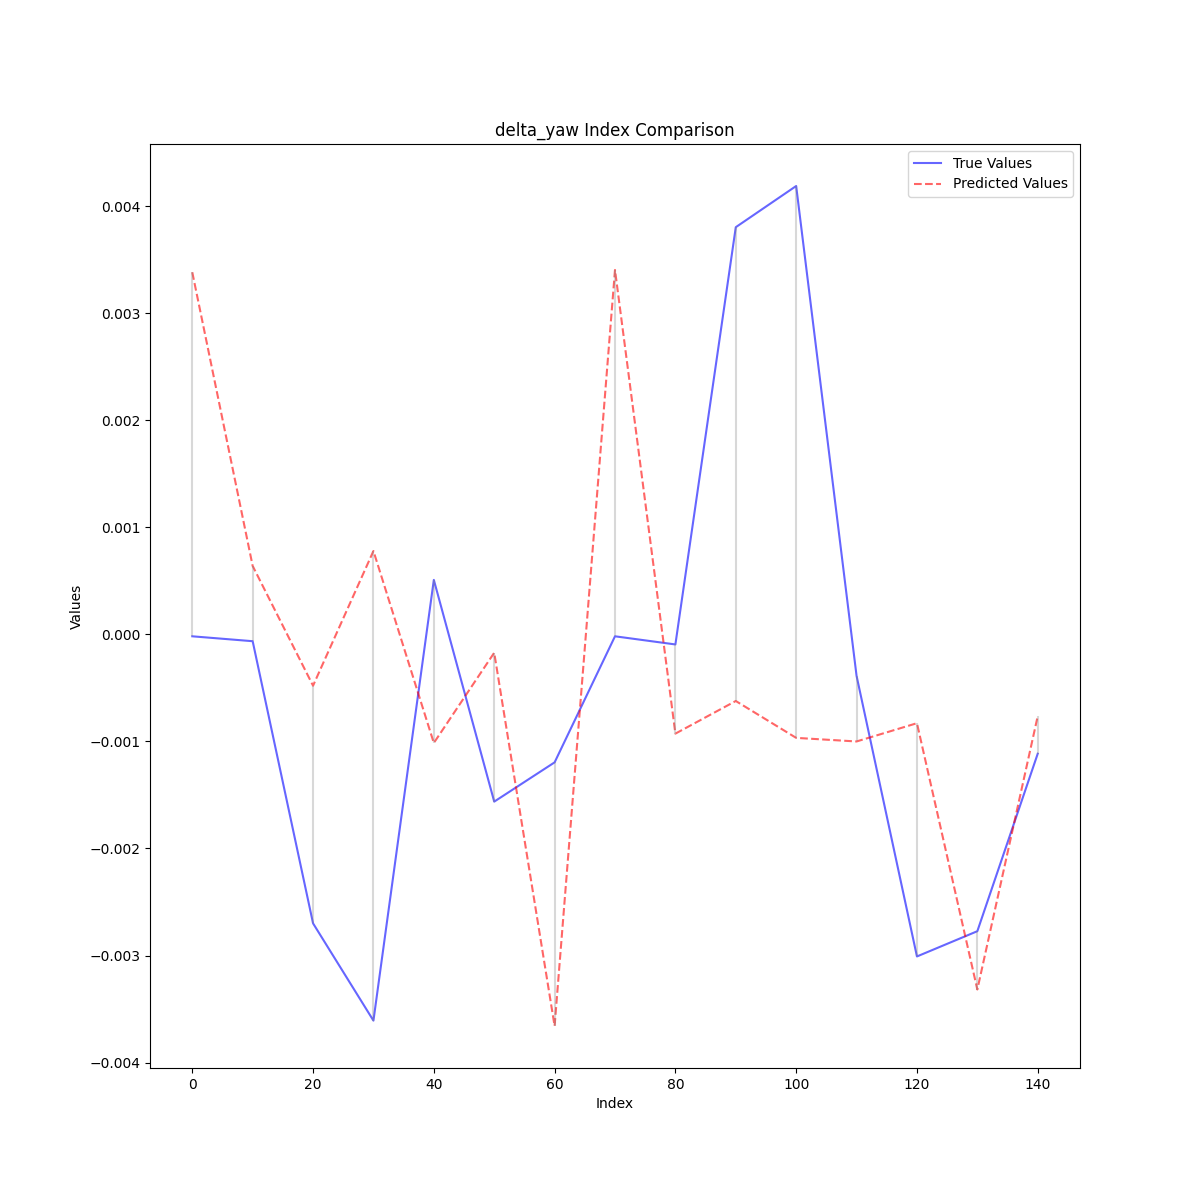 delta_yaw Index Comparison
True Values
Predicted Values
0.004
0.003
0.002
0.001
0.000
−0.001
−0.002
−0.003
−0.004
Values
0 20 40 60 80 100 120 140
Index